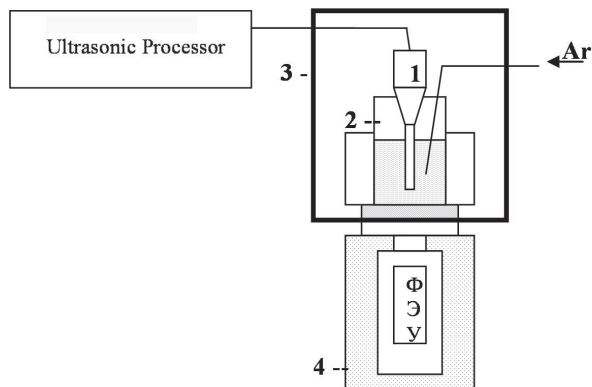 Ultrasonic Processor
Ar
1
3 -
2 --
Ф
Э
У
4 --